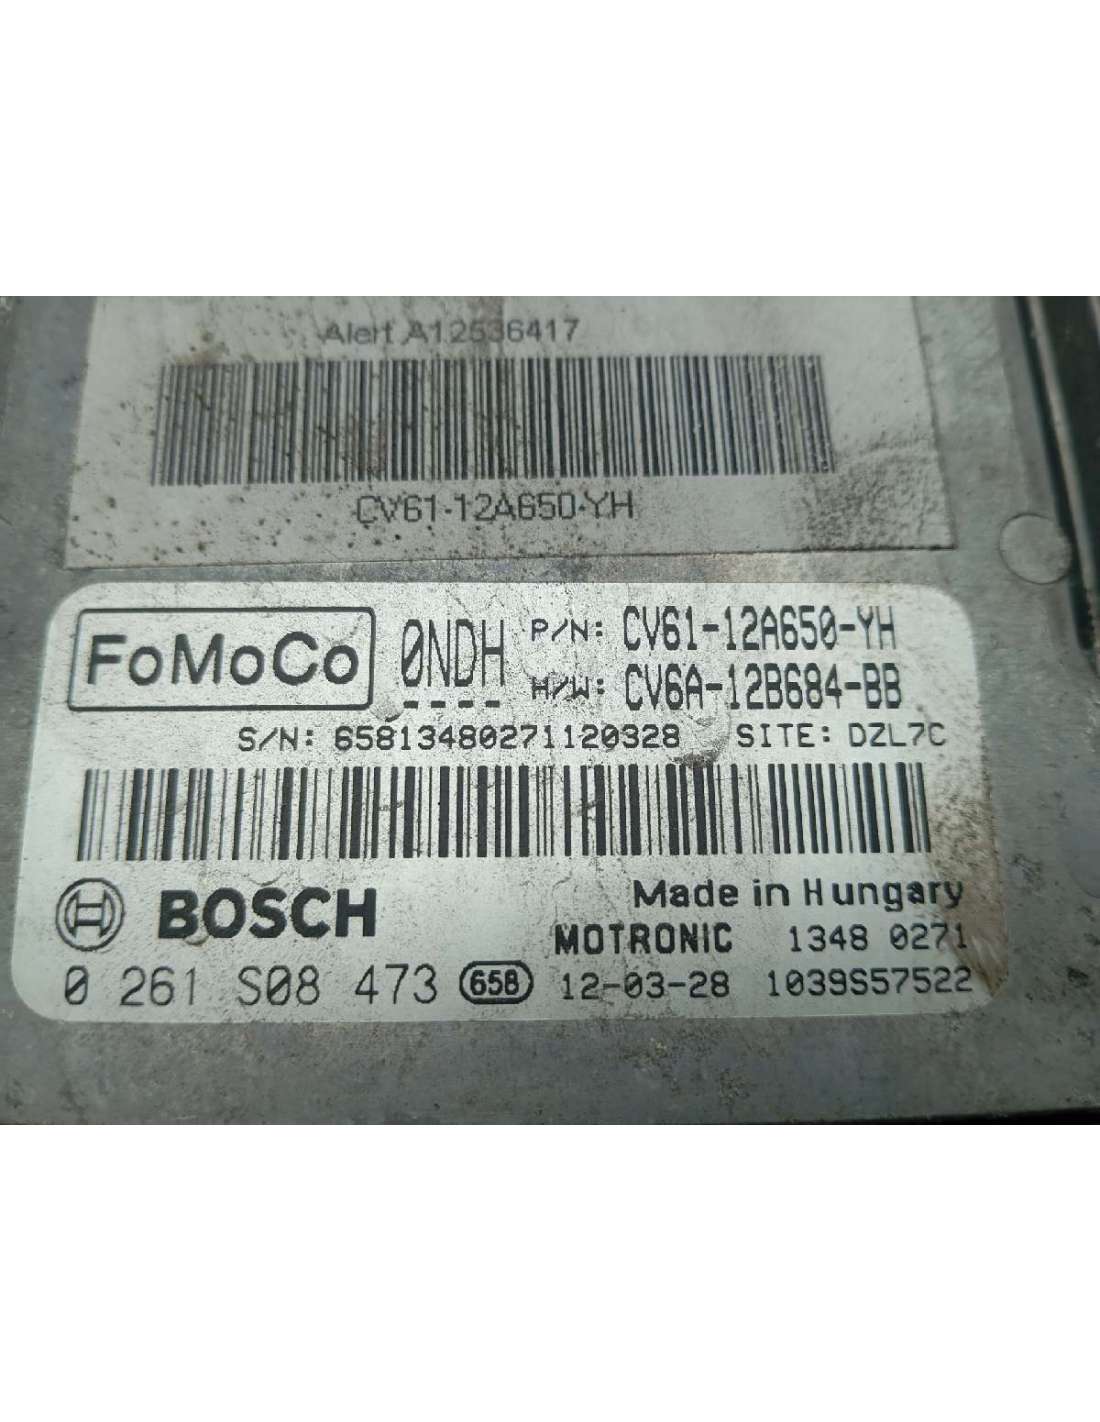 Alert A12536417
CV61-12A650-YH
FoMoCo 0NDH P/N: CV61-12A650-YH
H/W: CV6A-12B684-BB
S/N: 65813480271120328 SITE: DZL7C
BOSCH Made in Hungary
MOTRONIC 1348 0271
0 261 S08 473 658 12-03-28 1039S57522